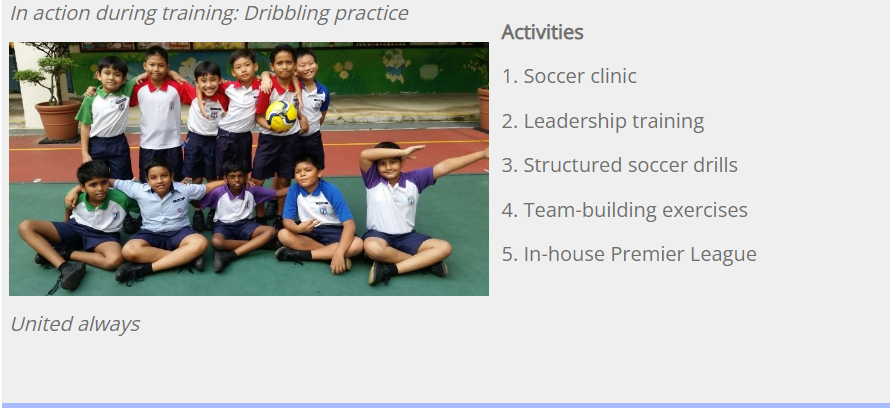 In action during training: Dribbling practice
United always
Activities
1. Soccer clinic
2. Leadership training
3. Structured soccer drills
4. Team-building exercises
5. In-house Premier League